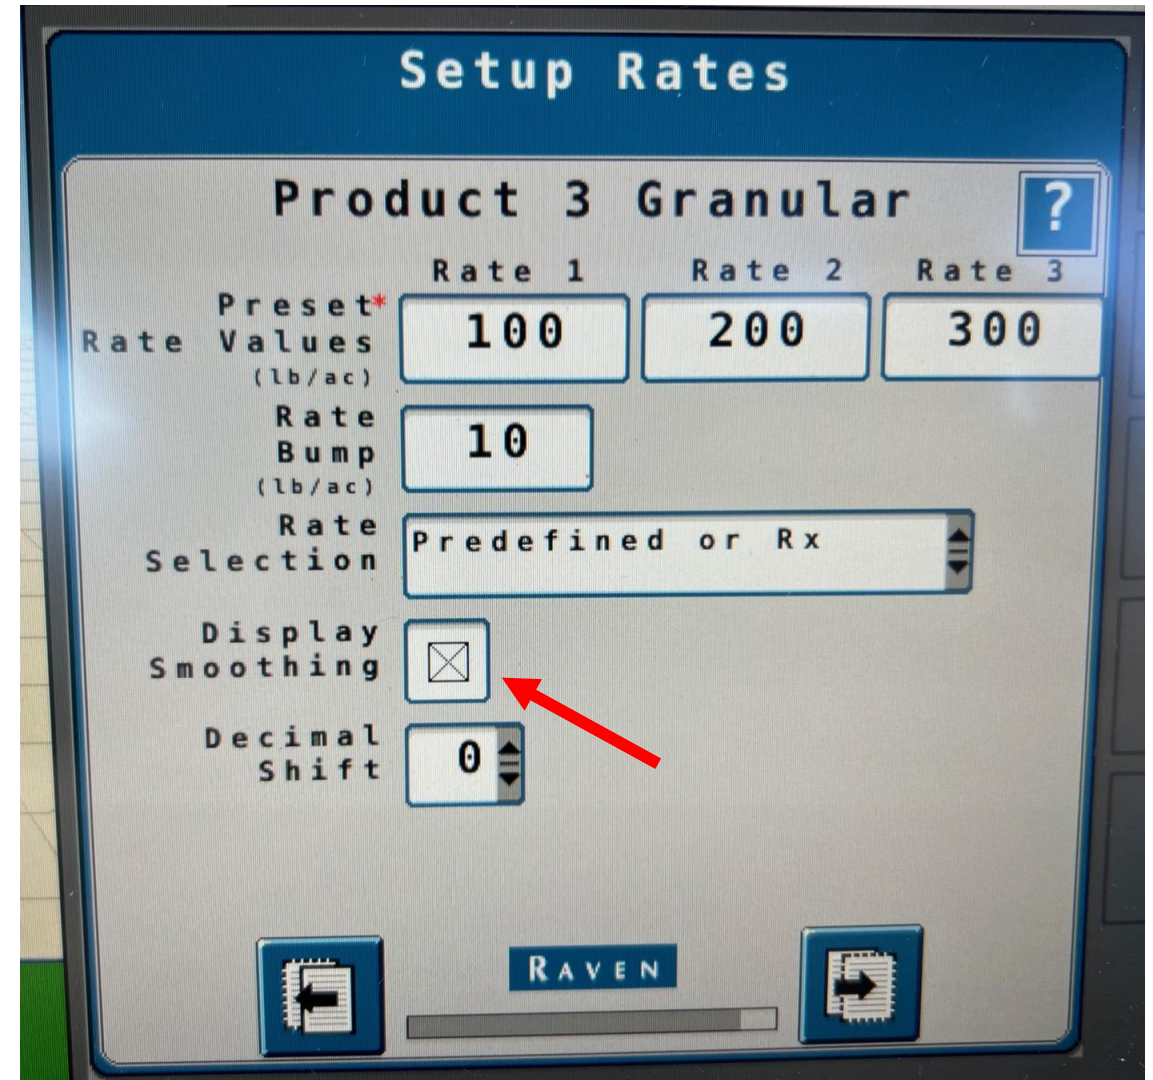 Setup Rates
Product 3 Granular
?
Rate 1 Rate 2 Rate 3
Preset*
Rate Values
(lb/ac)
100 200 300
Rate
Bump
(lb/ac)
10
Rate
Selection
Predefined or Rx
Display
Smoothing
Decimal
Shift
0
RAVEN